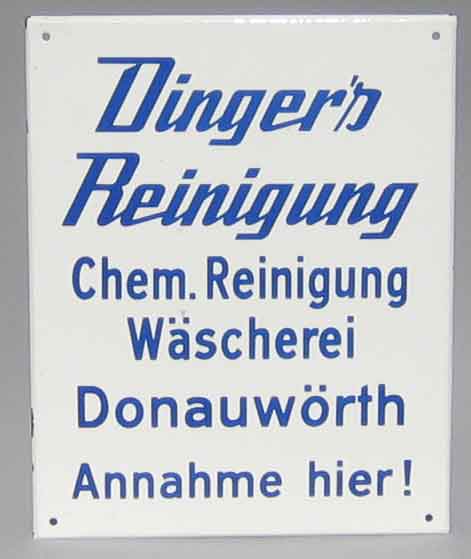 Dinger's
Reinigung
Chem. Reinigung
Wäscherei
Donauwörth
Annahme hier!